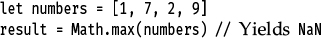 let numbers = [1, 7, 2, 9]
result = Math.max(numbers) // Yields NaN